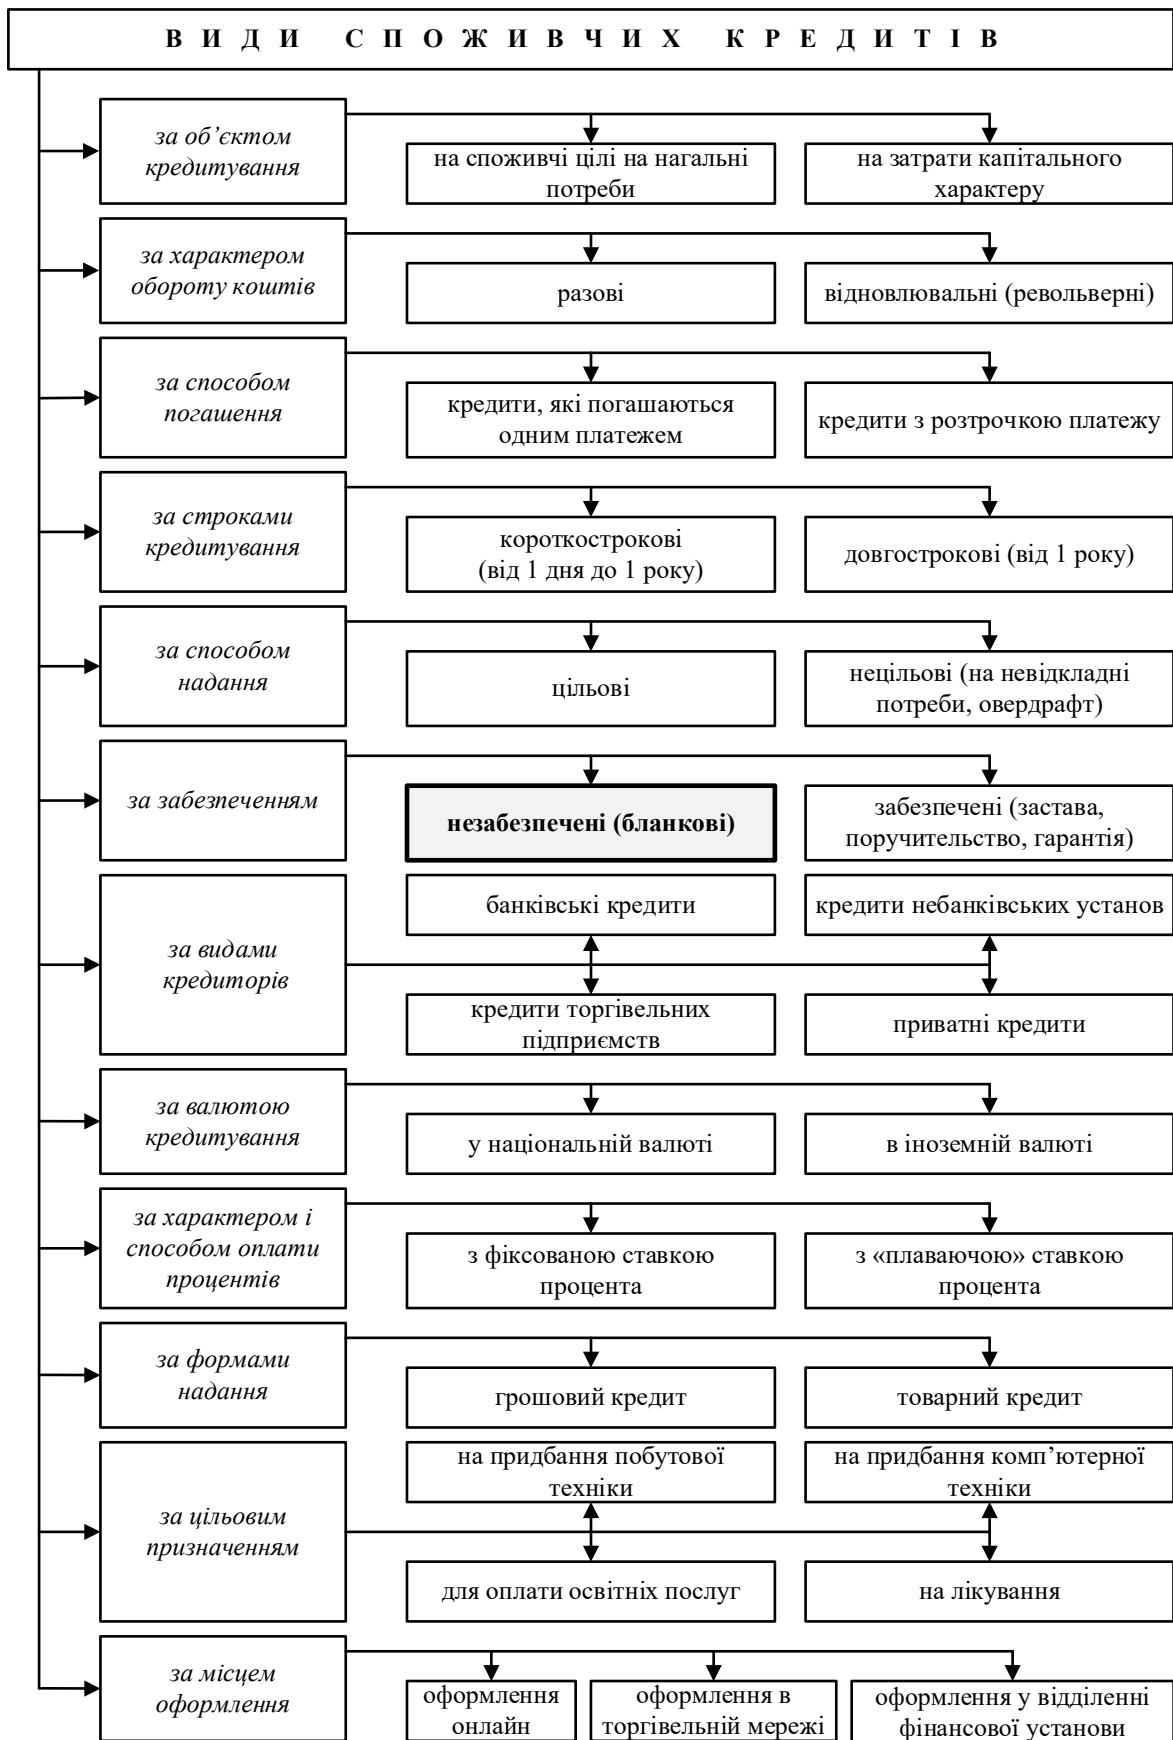 ВИДИ СПОЖИВЧИХ КРЕДИТІВ
за об’єктом
кредитування
на споживчі цілі на нагальні
потреби
на затрати капітального
характеру
за характером
обороту коштів
разові
відновлювальні (револьверні)
за способом
погашення
кредити, які погашаються
одним платежем
кредити з розтрочкою платежу
за строками
кредитування
короткострокові
(від 1 дня до 1 року)
довгострокові (від 1 року)
за способом
надання
цільові
нецільові (на невідкладні
потреби, овердрафт)
за забезпеченням
незабезпечені (бланкові)
забезпечені (застава,
поручительство, гарантія)
за видами
кредиторів
банківські кредити
кредити небанківських установ
кредити торгівельних
підприємств
приватні кредити
за валютою
кредитування
у національній валюті
в іноземній валюті
за характером і
способом оплати
процентів
з фіксованою ставкою
процента
з «плаваючою» ставкою
процента
за формами
надання
грошовий кредит
товарний кредит
за цільовим
призначенням
на придбання побутової
техніки
на придбання комп’ютерної
техніки
для оплати освітніх послуг
на лікування
за місцем
оформлення
оформлення
онлайн
оформлення в
торгівельній мережі
оформлення у відділенні
фінансової установи